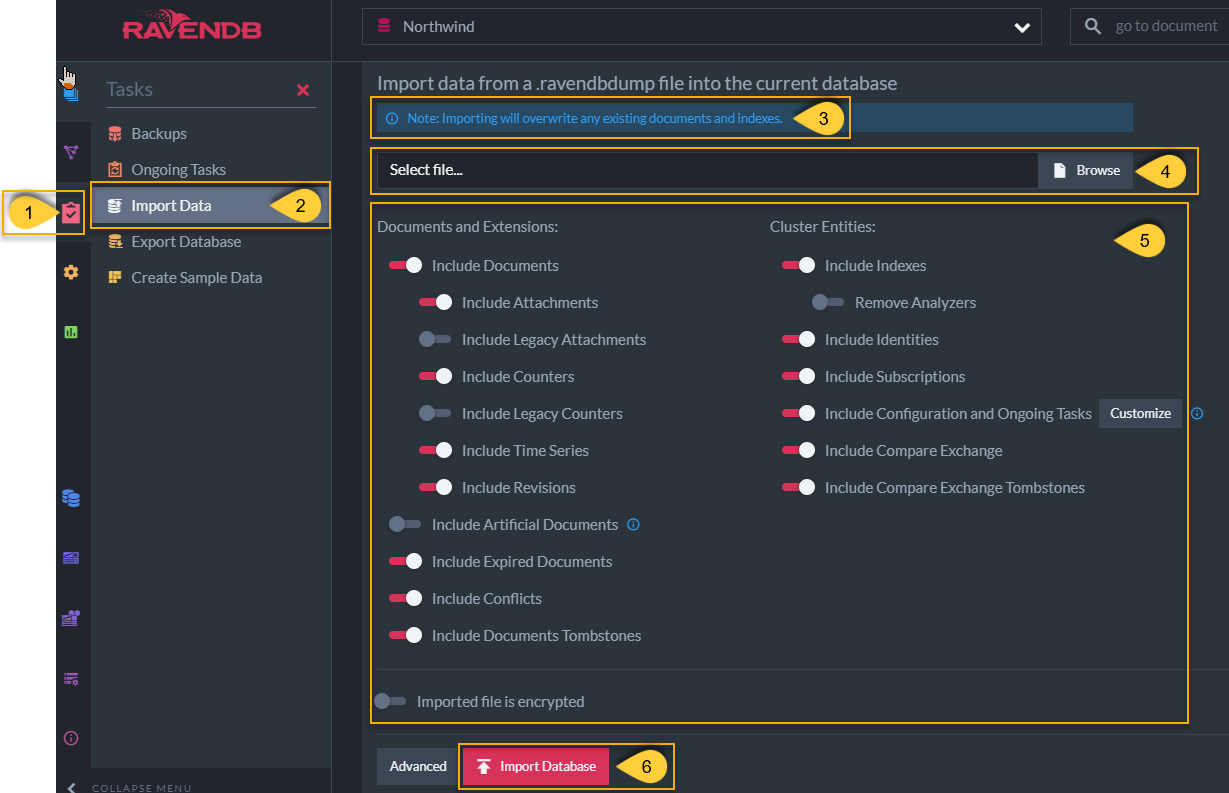 RAVENDB
Northwind
go to document
Tasks
Import data from a .ravendbdump file into the current database
Note: Importing will overwrite any existing documents and indexes.
3
Backups
Ongoing Tasks
Select file...
Browse
4
1
Import Data
2
Export Database
Create Sample Data
5
Documents and Extensions:
Include Documents
Include Attachments
Include Legacy Attachments
Include Counters
Include Legacy Counters
Include Time Series
Include Revisions
Include Artificial Documents
Include Expired Documents
Include Conflicts
Include Documents Tombstones
Cluster Entities:
Include Indexes
Remove Analyzers
Include Identities
Include Subscriptions
Include Configuration and Ongoing Tasks
Customize
Include Compare Exchange
Include Compare Exchange Tombstones
Imported file is encrypted
Advanced
Import Database
6
COLLAPSE MENU